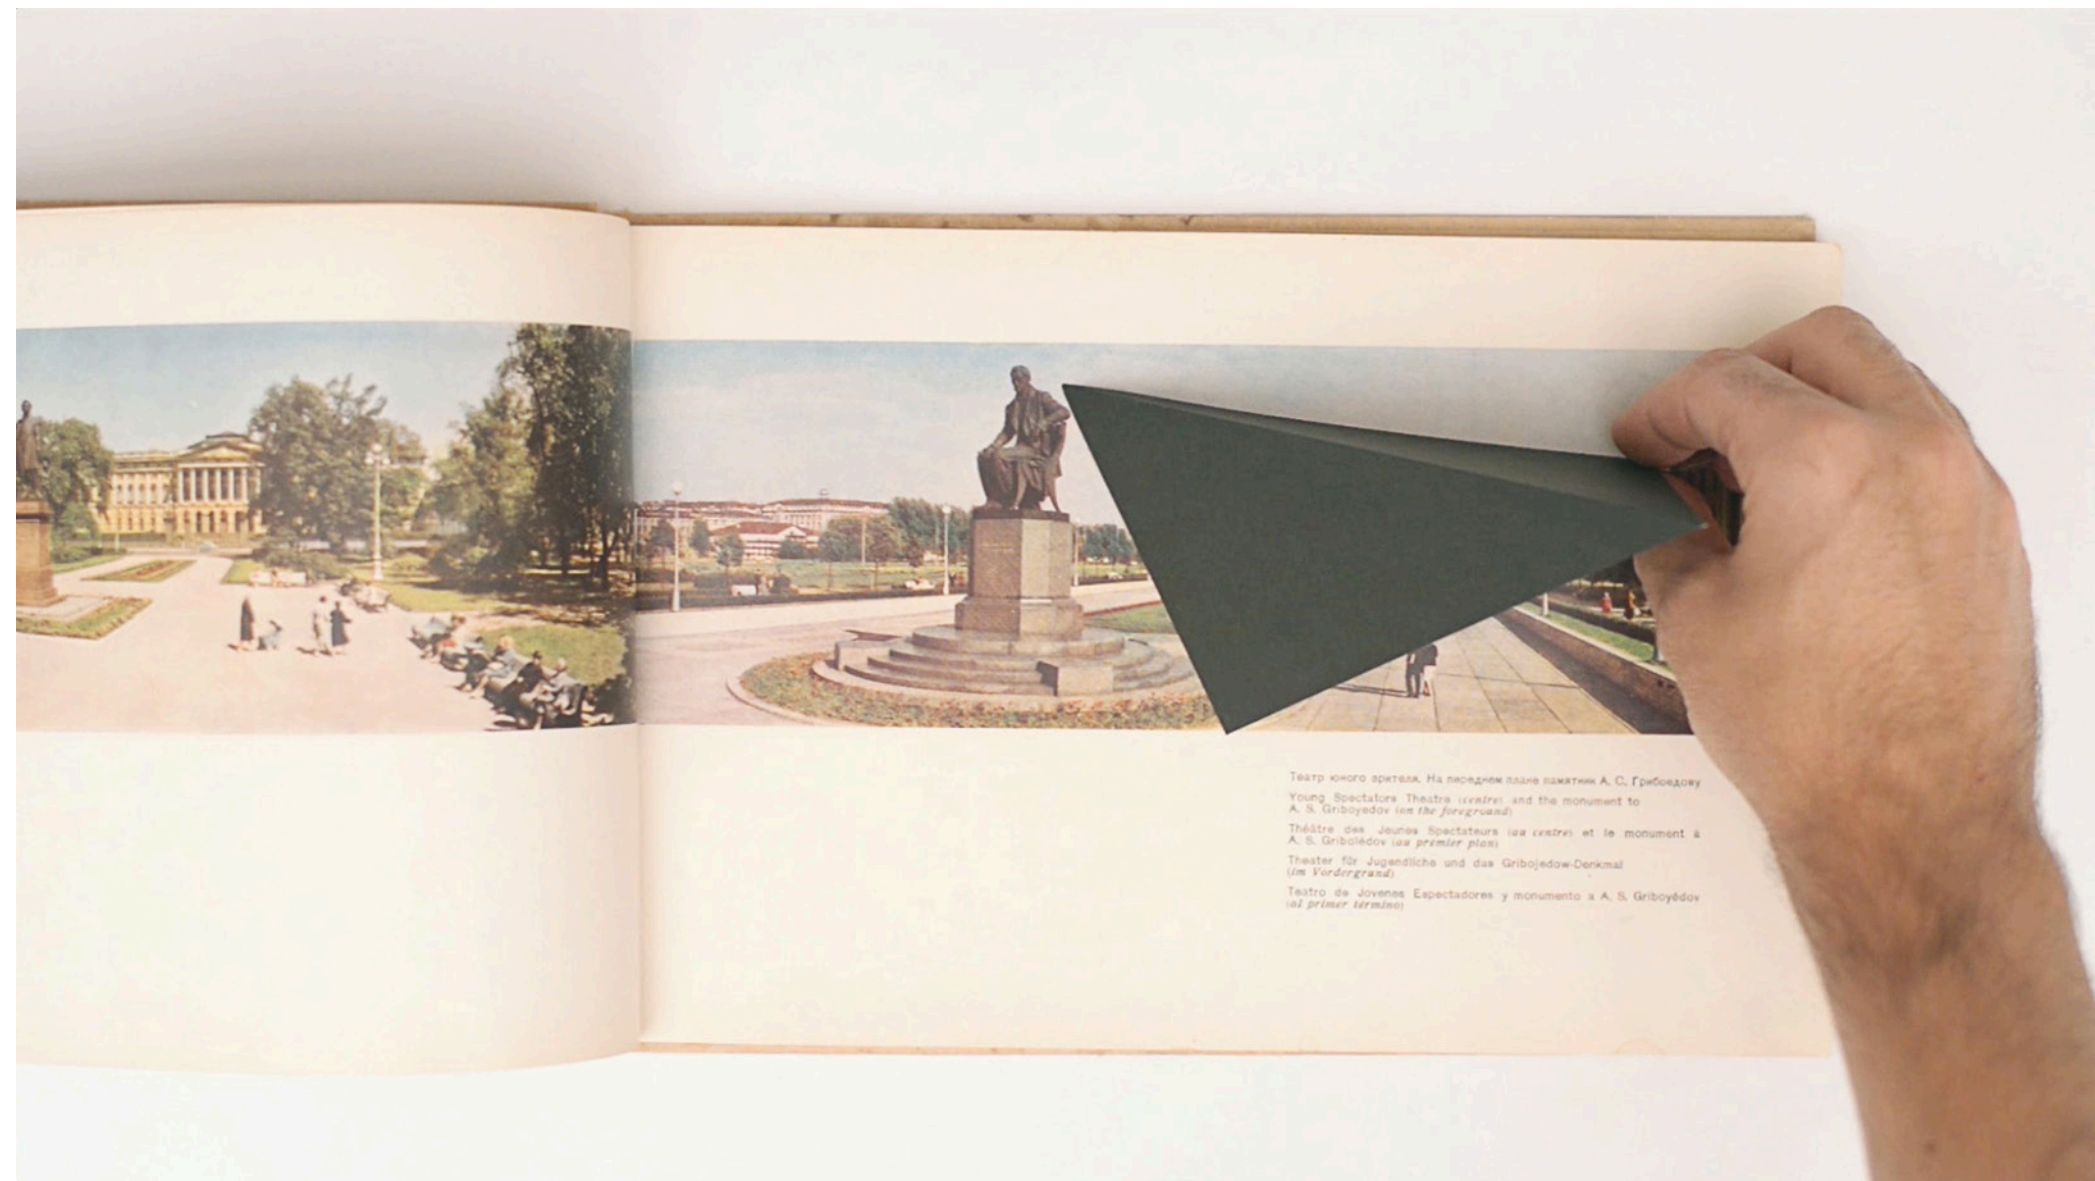 Театр юного зрителя. На переднем плане памятник А. С. Грибоедову
Young Spectators Theatre (centre) and the monument to
A. S. Griboyedov (on the foreground)
Théâtre des Jeunes Spectateurs (au centre) et le monument à
A. S. Griboïédov (au premier plan)
Theater für Jugendliche und das Gribojedow-Denkmal
(im Vordergrund)
Teatro de Jovenes Espectadores y monumento a A. S. Griboyédov
(al primer término)